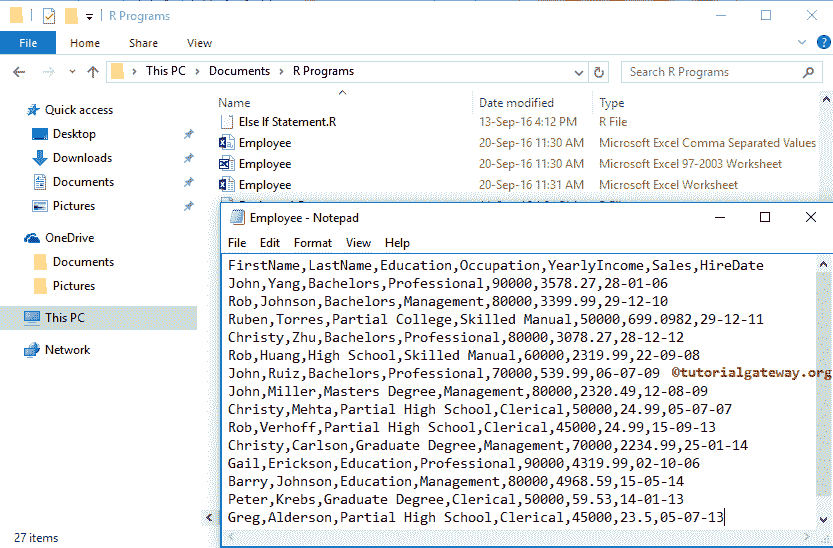 R Programs
File Home Share View
This PC Documents R Programs Search R Programs
Name Date modified Type
Quick access
Desktop
Downloads
Documents
Pictures
OneDrive
Documents
Pictures
This PC
Network
Else If Statement.R 13-Sep-16 4:12 PM R File
Employee 20-Sep-16 11:30 AM Microsoft Excel Comma Separated Values
Employee 20-Sep-16 11:30 AM Microsoft Excel 97-2003 Worksheet
Employee 20-Sep-16 11:31 AM Microsoft Excel Worksheet
Employee - Notepad
File Edit Format View Help
FirstName,LastName,Education,Occupation,YearlyIncome,Sales,HireDate
John,Yang,Bachelors,Professional,90000,3578.27,28-01-06
Rob,Johnson,Bachelors,Management,80000,3399.99,29-12-10
Ruben,Torres,Partial College,Skilled Manual,50000,699.0982,29-12-11
Christy,Zhu,Bachelors,Professional,80000,3078.27,28-12-12
Rob,Huang,High School,Skilled Manual,60000,2319.99,22-09-08
John,Ruiz,Bachelors,Professional,70000,539.99,06-07-09 ©tutorialgateway.org
John,Miller,Masters Degree,Management,80000,2320.49,12-08-09
Christy,Mehta,Partial High School,Clerical,50000,24.99,05-07-07
Rob,Verhoff,Partial High School,Clerical,45000,24.99,15-09-13
Christy,Carlson,Graduate Degree,Management,70000,2234.99,25-01-14
Gail,Erickson,Education,Professional,90000,4319.99,02-10-06
Barry,Johnson,Education,Management,80000,4968.59,15-05-14
Peter,Krebs,Graduate Degree,Clerical,50000,59.53,14-01-13
Greg,Alderson,Partial High School,Clerical,45000,23.5,05-07-13
27 items